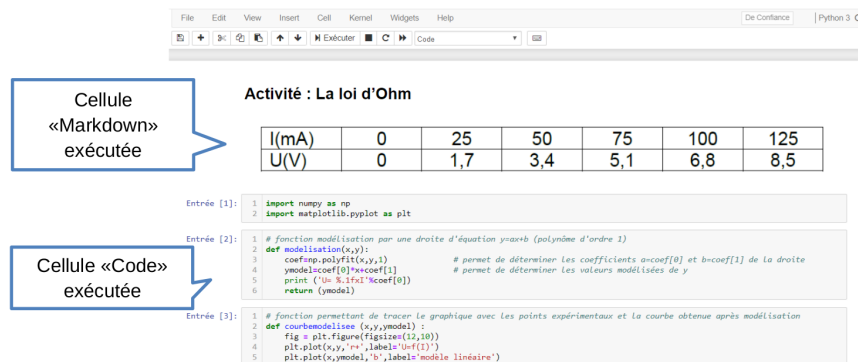 File Edit View Insert Cell Kernel Widgets Help De Confiance Python 3
Exécuter Code
Cellule
«Markdown»
exécutée
Activité : La loi d’Ohm
I(mA) 0 25 50 75 100 125
U(V) 0 1,7 3,4 5,1 6,8 8,5
Entrée [1]: 1 import numpy as np
2 import matplotlib.pyplot as plt
Cellule «Code»
exécutée
Entrée [2]: 1 # fonction modélisation par une droite d'équation y=ax+b (polynôme d'ordre 1)
2 def modelisation(x,y):
3 coef=np.polyfit(x,y,1) # permet de déterminer les coefficients a=coef[0] et b=coef[1] de la droite
4 ymodel=coef[0]*x+coef[1] # permet de déterminer les valeurs modélisées de y
5 print ('U= %.1fxI'%coef[0])
6 return (ymodel)
Entrée [3]: 1 # fonction permettant de tracer le graphique avec les points expérimentaux et la courbe obtenue après modélisation
2 def courbemodelisee (x,y,ymodel) :
3 fig = plt.figure(figsize=(12,10))
4 plt.plot(x,y,'r+',label='U=f(I)')
5 plt.plot(x,ymodel,'b',label='modèle linéaire')